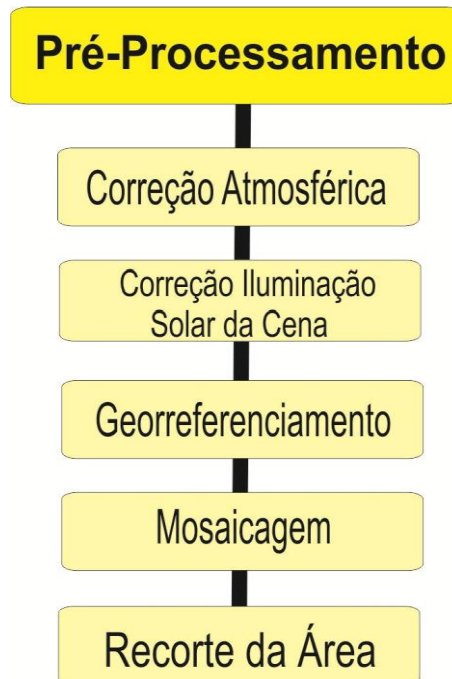 Pré-Processamento
Correção Atmosférica
Correção Iluminação
Solar da Cena
Georreferenciamento
Mosaicagem
Recorte da Área